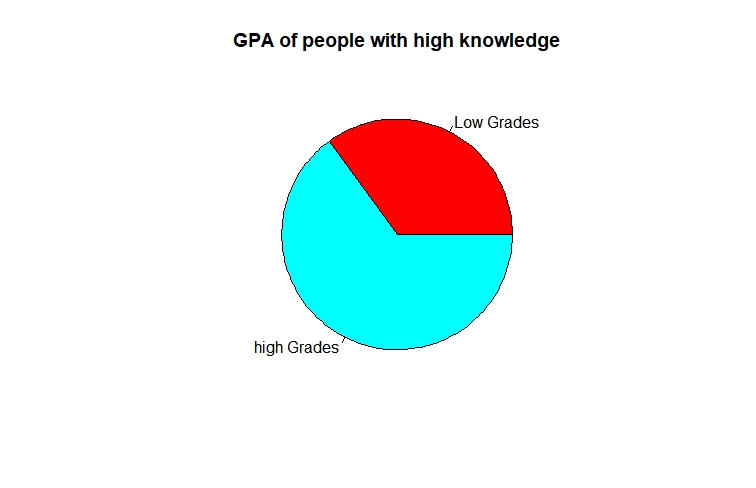 GPA of people with high knowledge
Low Grades
high Grades